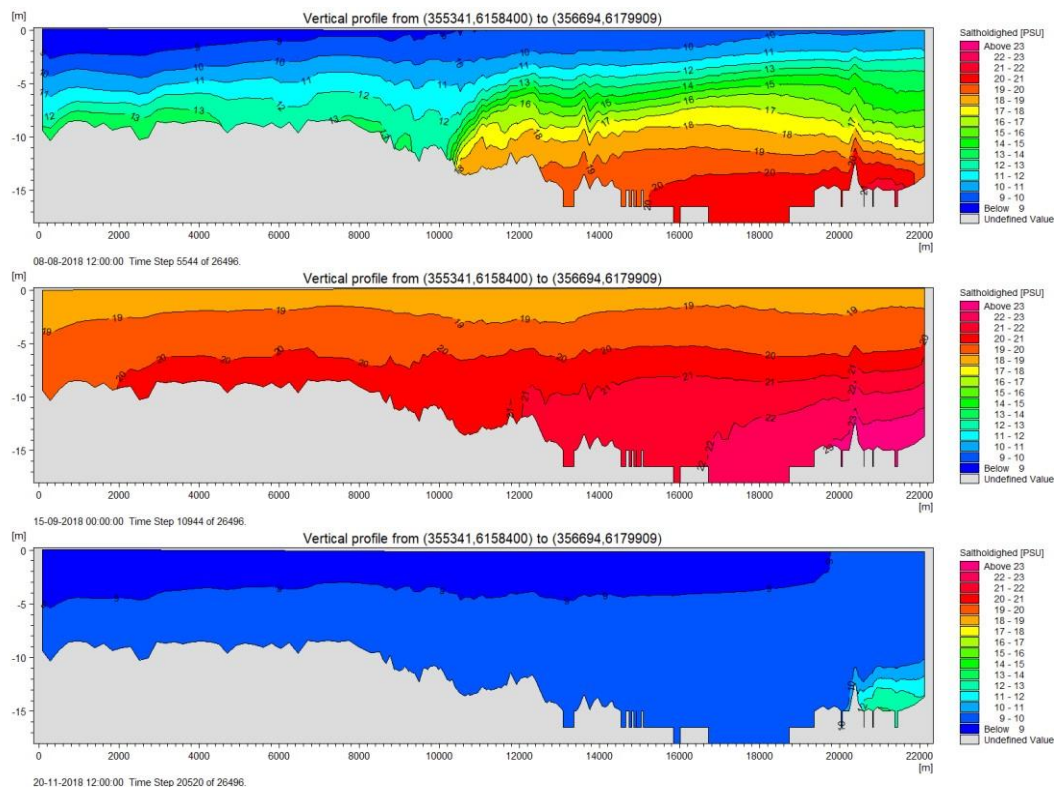 Vertical profile from (355341,6158400) to (356694,6179909)
[m]
0
-5
-10
-15
0 2000 4000 6000 8000 10000 12000 14000 16000 18000 20000 22000
[m]
08-08-2018 12:00:00 Time Step 5544 of 26496.
Saltholdighed [PSU]
Above 23
22 - 23
21 - 22
20 - 21
19 - 20
18 - 19
17 - 18
16 - 17
15 - 16
14 - 15
13 - 14
12 - 13
11 - 12
10 - 11
9 - 10
Below 9
Undefined Value
Vertical profile from (355341,6158400) to (356694,6179909)
[m]
0
-5
-10
-15
0 2000 4000 6000 8000 10000 12000 14000 16000 18000 20000 22000
[m]
15-09-2018 00:00:00 Time Step 10944 of 26496.
Saltholdighed [PSU]
Above 23
22 - 23
21 - 22
20 - 21
19 - 20
18 - 19
17 - 18
16 - 17
15 - 16
14 - 15
13 - 14
12 - 13
11 - 12
10 - 11
9 - 10
Below 9
Undefined Value
Vertical profile from (355341,6158400) to (356694,6179909)
[m]
0
-5
-10
-15
0 2000 4000 6000 8000 10000 12000 14000 16000 18000 20000 22000
[m]
20-11-2018 12:00:00 Time Step 20520 of 26496.
Saltholdighed [PSU]
Above 23
22 - 23
21 - 22
20 - 21
19 - 20
18 - 19
17 - 18
16 - 17
15 - 16
14 - 15
13 - 14
12 - 13
11 - 12
10 - 11
9 - 10
Below 9
Undefined Value